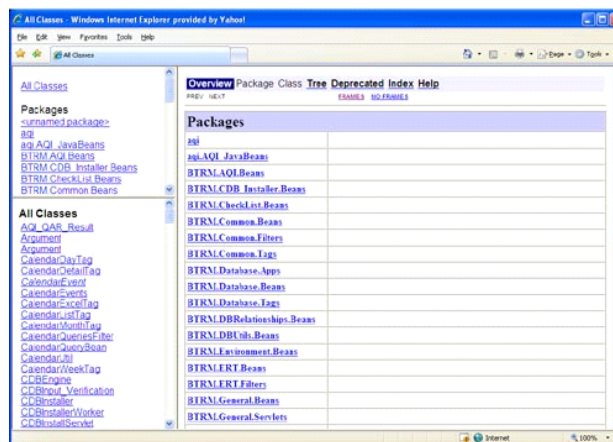 All Classes - Windows Internet Explorer provided by Yahoo!
File Edit View Favorites Tools Help
All Classes
Page Tools
All Classes
Packages
<unnamed package>
aqi
aqi.AQI_JavaBeans
BTRM.AQI.Beans
BTRM.CDB_Installer.Beans
BTRM.CheckList.Beans
BTRM.Common.Beans
All Classes
AQI_QAR_Result
Argument
Argument
CalendarDayTag
CalendarDetailTag
CalendarEvent
CalendarEvents
CalendarExcelTag
CalendarListTag
CalendarMonthTag
CalendarQueriesFilter
CalendarQueryBean
CalendarUtil
CalendarWeekTag
CDBEngine
CDBInput_Verification
CDBInstaller
CDBInstallerWorker
CDBInstallServlet
Overview Package Class Tree Deprecated Index Help
PREV NEXT FRAMES NO FRAMES
Packages
aqi
aqi.AQI_JavaBeans
BTRM.AQI.Beans
BTRM.CDB_Installer.Beans
BTRM.CheckList.Beans
BTRM.Common.Beans
BTRM.Common.Filters
BTRM.Common.Tags
BTRM.Database.Apps
BTRM.Database.Beans
BTRM.Database.Tags
BTRM.DBRelationships.Beans
BTRM.DBUtils.Beans
BTRM.Environment.Beans
BTRM.ERT.Beans
BTRM.ERT.Filters
BTRM.General.Beans
BTRM.General.Servlets
Internet 100%